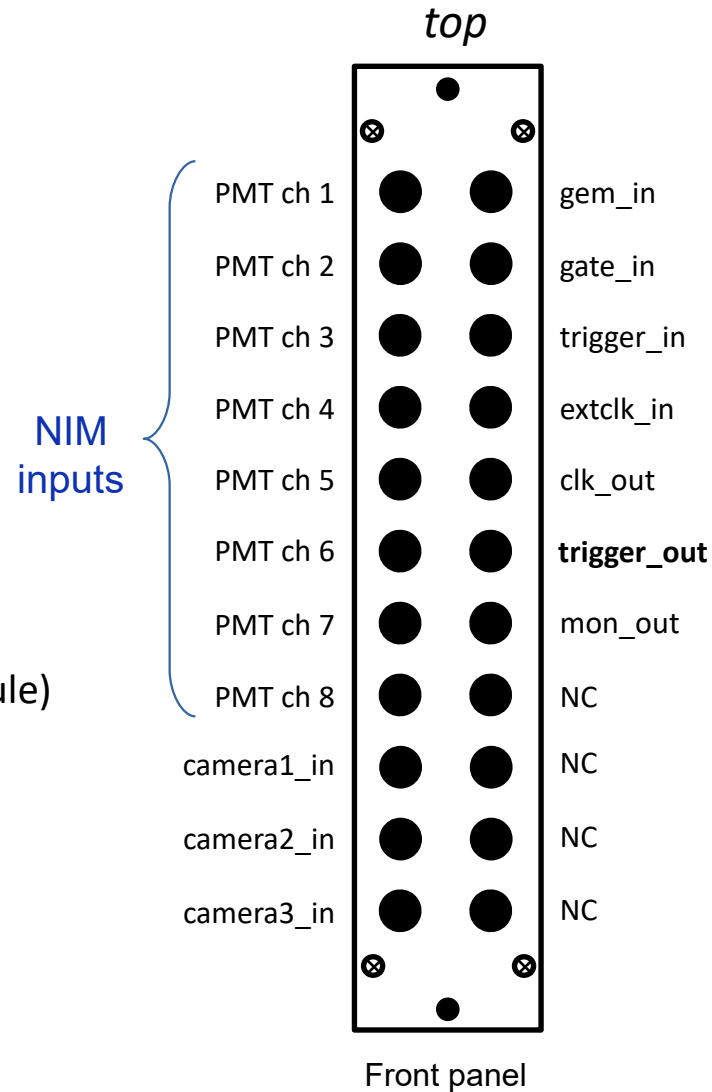 top
PMT ch 1 gem_in
PMT ch 2 gate_in
PMT ch 3 trigger_in
PMT ch 4 extclk_in
NIM
inputs
PMT ch 5 clk_out
PMT ch 6 trigger_out
PMT ch 7 mon_out
ule)
PMT ch 8 NC
camera1_in NC
camera2_in NC
camera3_in NC
Front panel